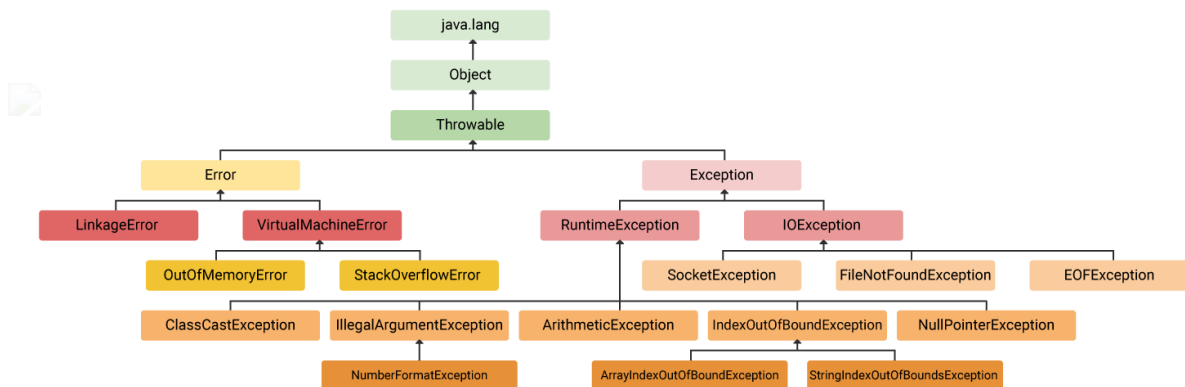 java.lang
Object
Throwable
Error
Exception
LinkageError
VirtualMachineError
RuntimeException
IOException
OutOfMemoryError
StackOverflowError
SocketException
FileNotFoundException
EOFException
ClassCastException
IllegalArgumentException
ArithmeticException
IndexOutOfBoundException
NullPointerException
NumberFormatException
ArrayIndexOutOfBoundException
StringIndexOutOfBoundsException